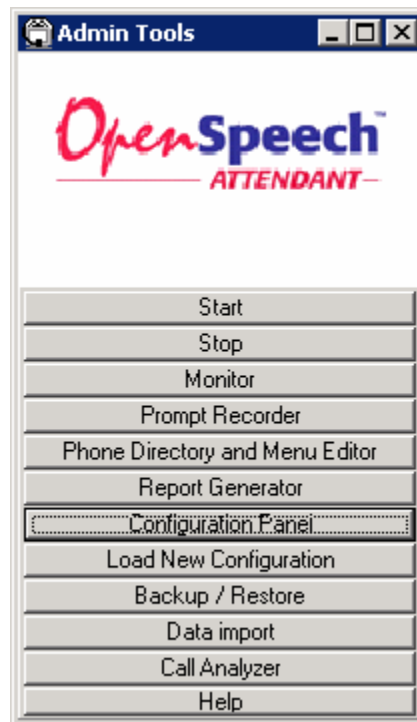 Admin Tools
OpenSpeech™
ATTENDANT
Start
Stop
Monitor
Prompt Recorder
Phone Directory and Menu Editor
Report Generator
Configuration Panel
Load New Configuration
Backup / Restore
Data import
Call Analyzer
Help